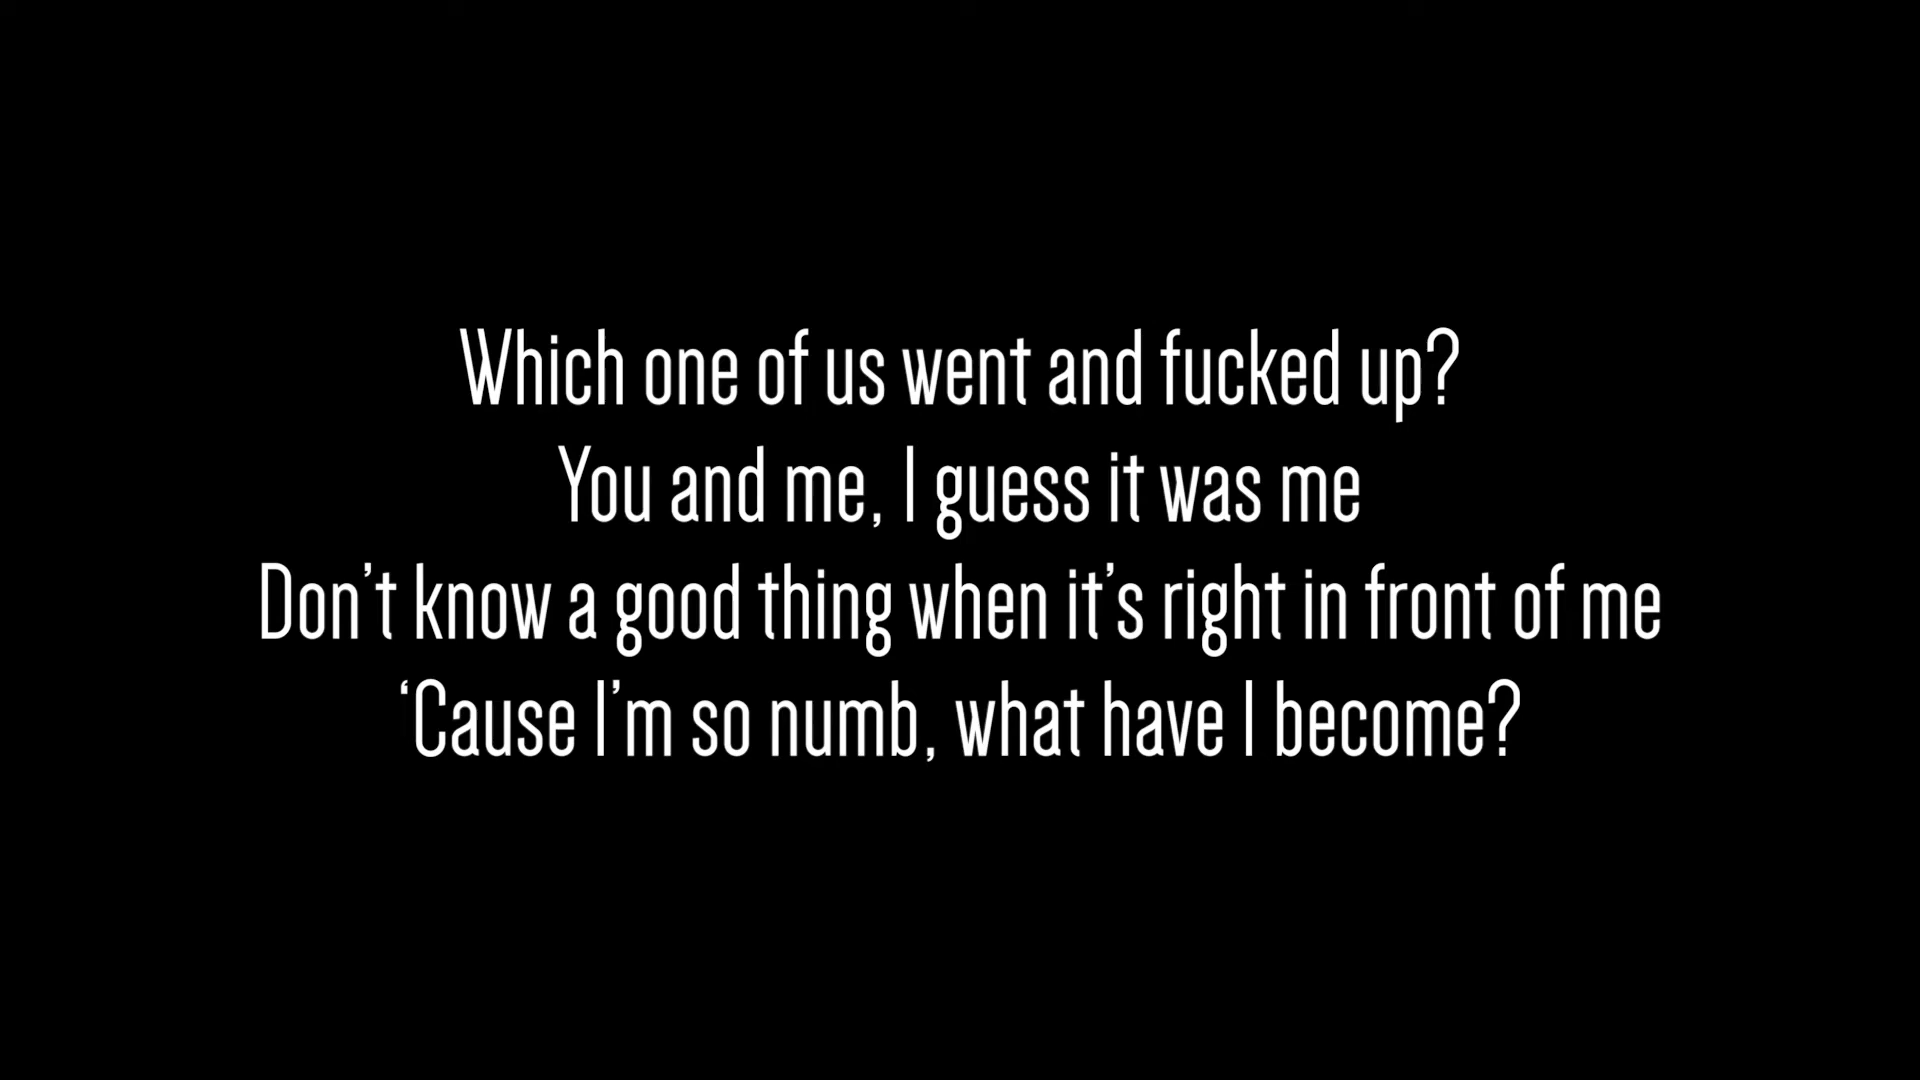 Which one of us went and fucked up?
You and me, I guess it was me
Don’t know a good thing when it’s right in front of me
‘Cause I’m so numb, what have I become?